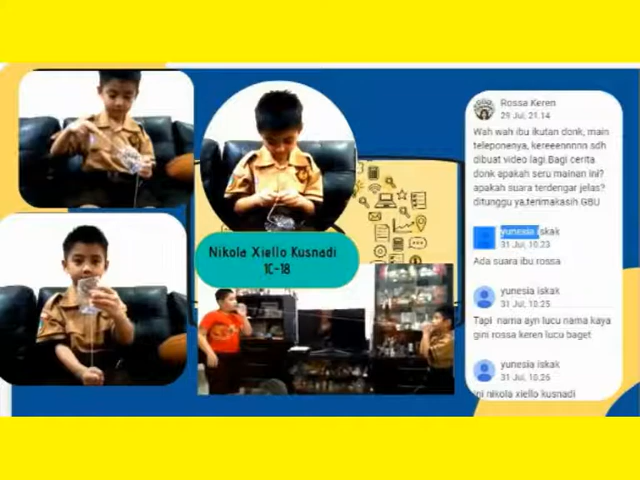 Nikola Xiello Kusnadi
1C-18
Rossa Keren
29 Jul, 21.14
Wah wah ibu ikutan donk, main
teleponenya, kereeennnnn sdh
dibuat video lagi.Bagi cerita
donk apakah seru mainan ini?
apakah suara terdengar jelas?
ditunggu ya,terimakasih.GBU
yunesia iskak
31 Jul, 10.23
Ada suara ibu rossa
yunesia iskak
31 Jul, 10.25
Tapi nama ayn lucu nama kaya
gini rossa keren lucu baget
yunesia iskak
31 Jul, 10.26
ini nikola xiello kusnadi